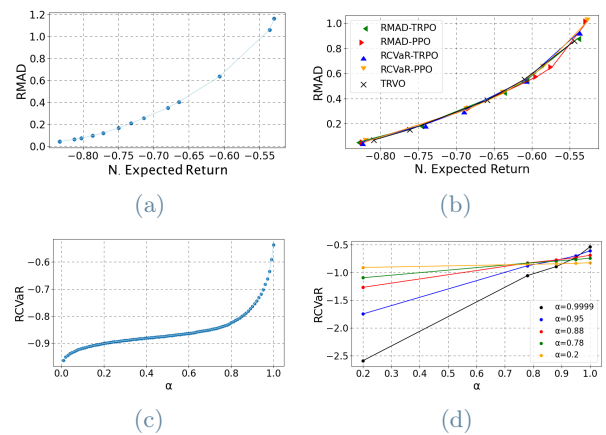 RMAD
1.2
1.0
0.8
0.6
0.4
0.2
0.0
−0.80 −0.75 −0.70 −0.65 −0.60 −0.55
N. Expected Return
(a)
RMAD
1.0
0.8
0.6
0.4
0.2
RMAD-TRPO
RMAD-PPO
RCVaR-TRPO
RCVaR-PPO
TRVO
−0.80 −0.75 −0.70 −0.65 −0.60 −0.55
N. Expected Return
(b)
RCVaR
−0.6
−0.7
−0.8
−0.9
0.0 0.2 0.4 0.6 0.8 1.0
α
(c)
RCVaR
−0.5
−1.0
−1.5
−2.0
−2.5
α=0.9999
α=0.95
α=0.88
α=0.78
α=0.2
0.2 0.3 0.4 0.5 0.6 0.7 0.8 0.9 1.0
α
(d)